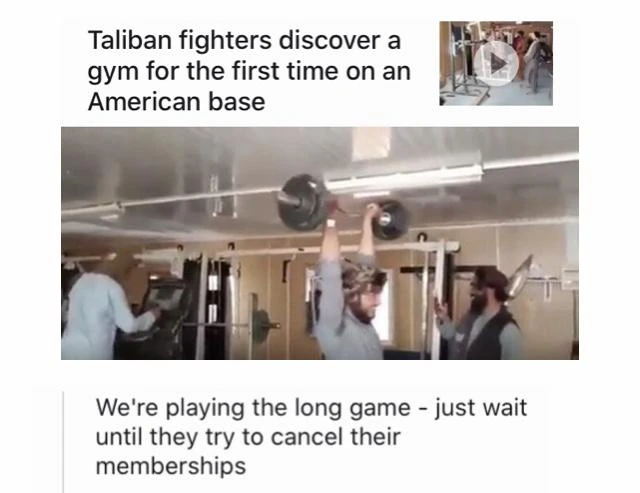 Taliban fighters discover a
gym for the first time on an
American base
We're playing the long game - just wait
until they try to cancel their
memberships